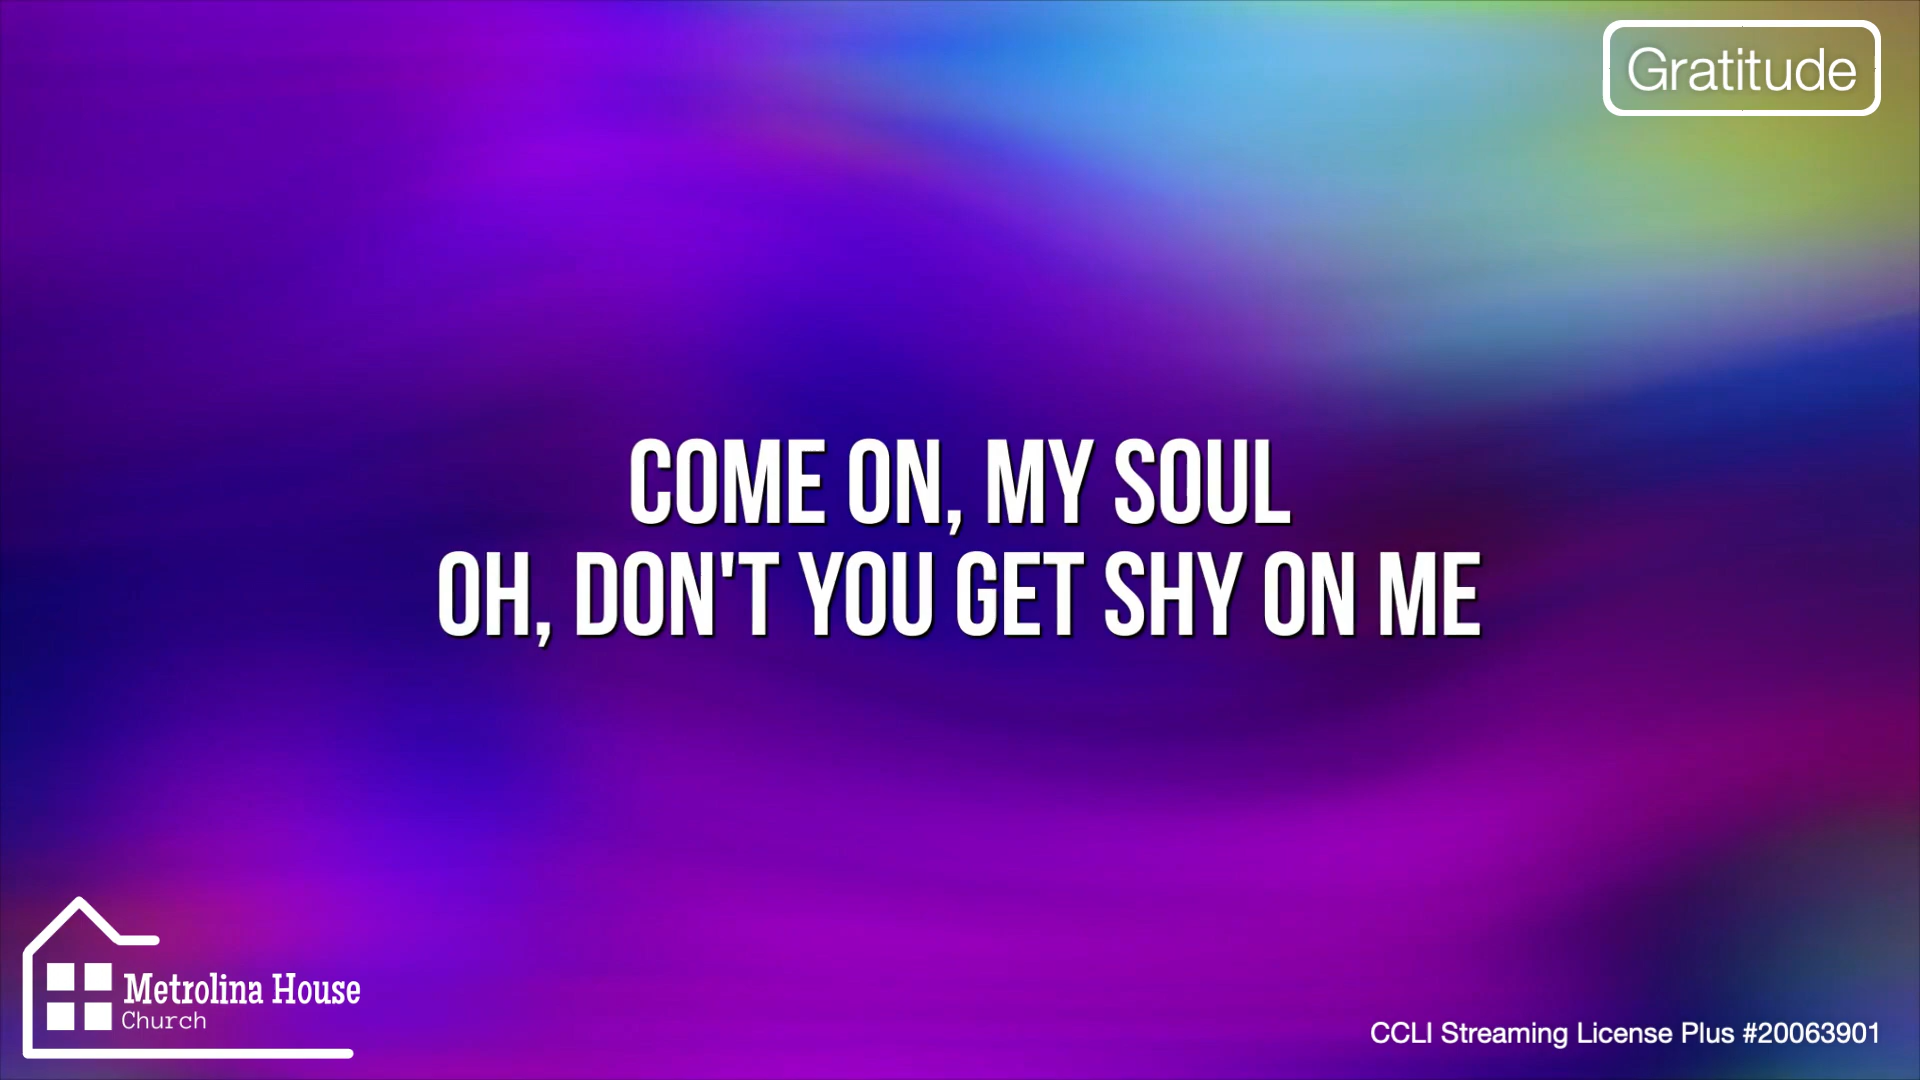 Gratitude
COME ON, MY SOUL
OH, DON'T YOU GET SHY ON ME
Metrolina House
Church
CCLI Streaming License Plus #20063901